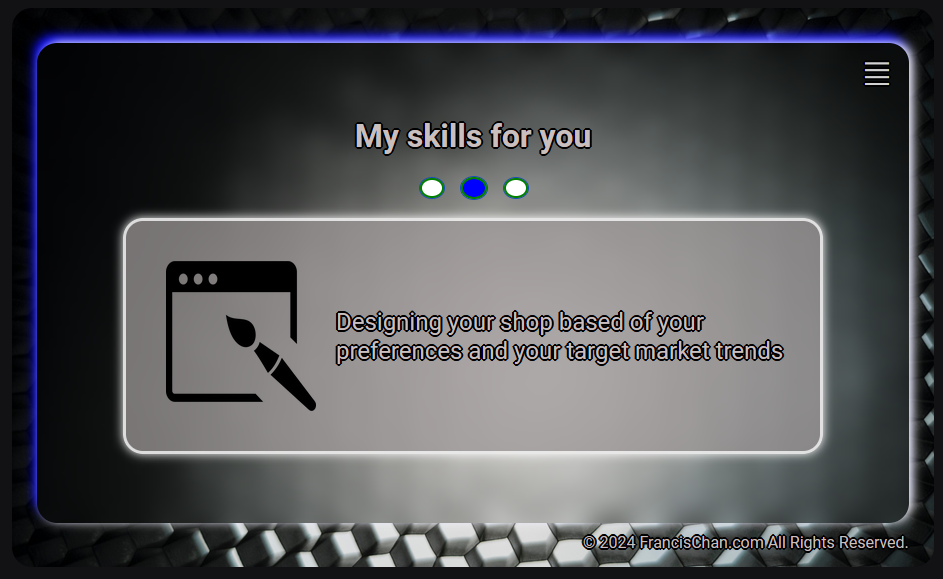 My skills for you
Designing your shop based of your
preferences and your target market trends
© 2024 FrancisChan.com All Rights Reserved.